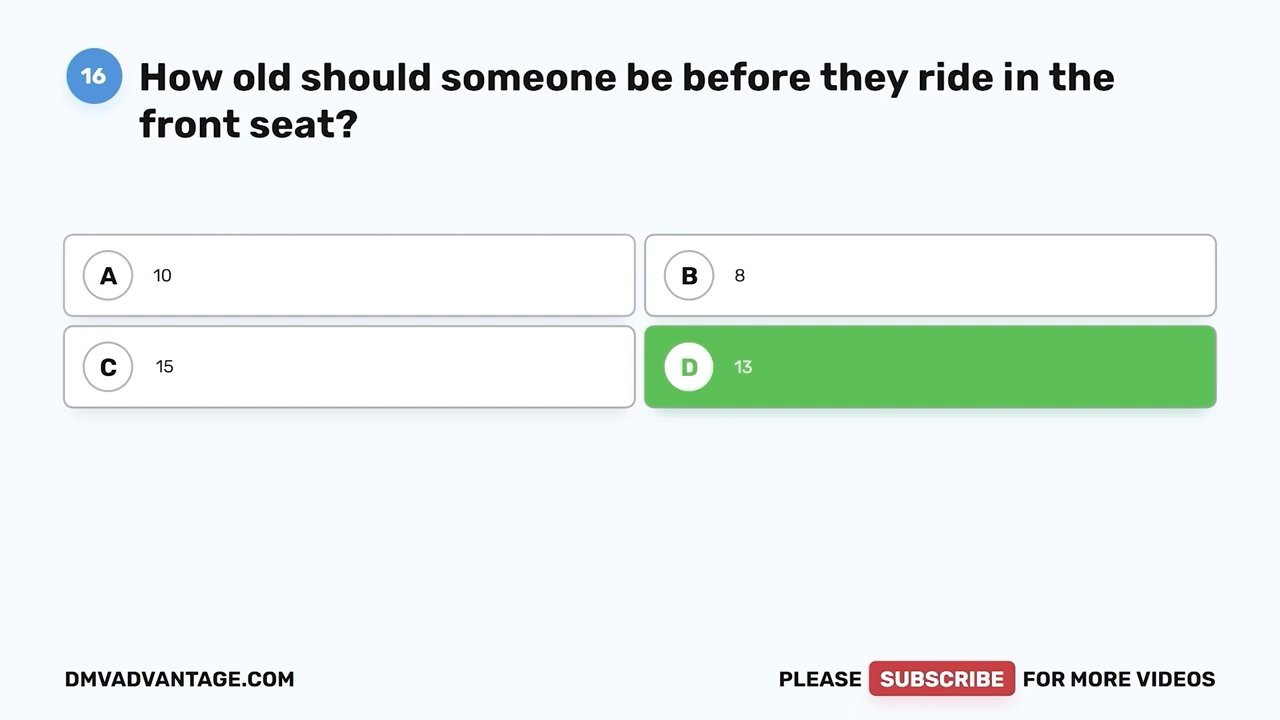 16
How old should someone be before they ride in the
front seat?
A 10
B 8
C 15
D 13
DMVADVANTAGE.COM
PLEASE SUBSCRIBE FOR MORE VIDEOS